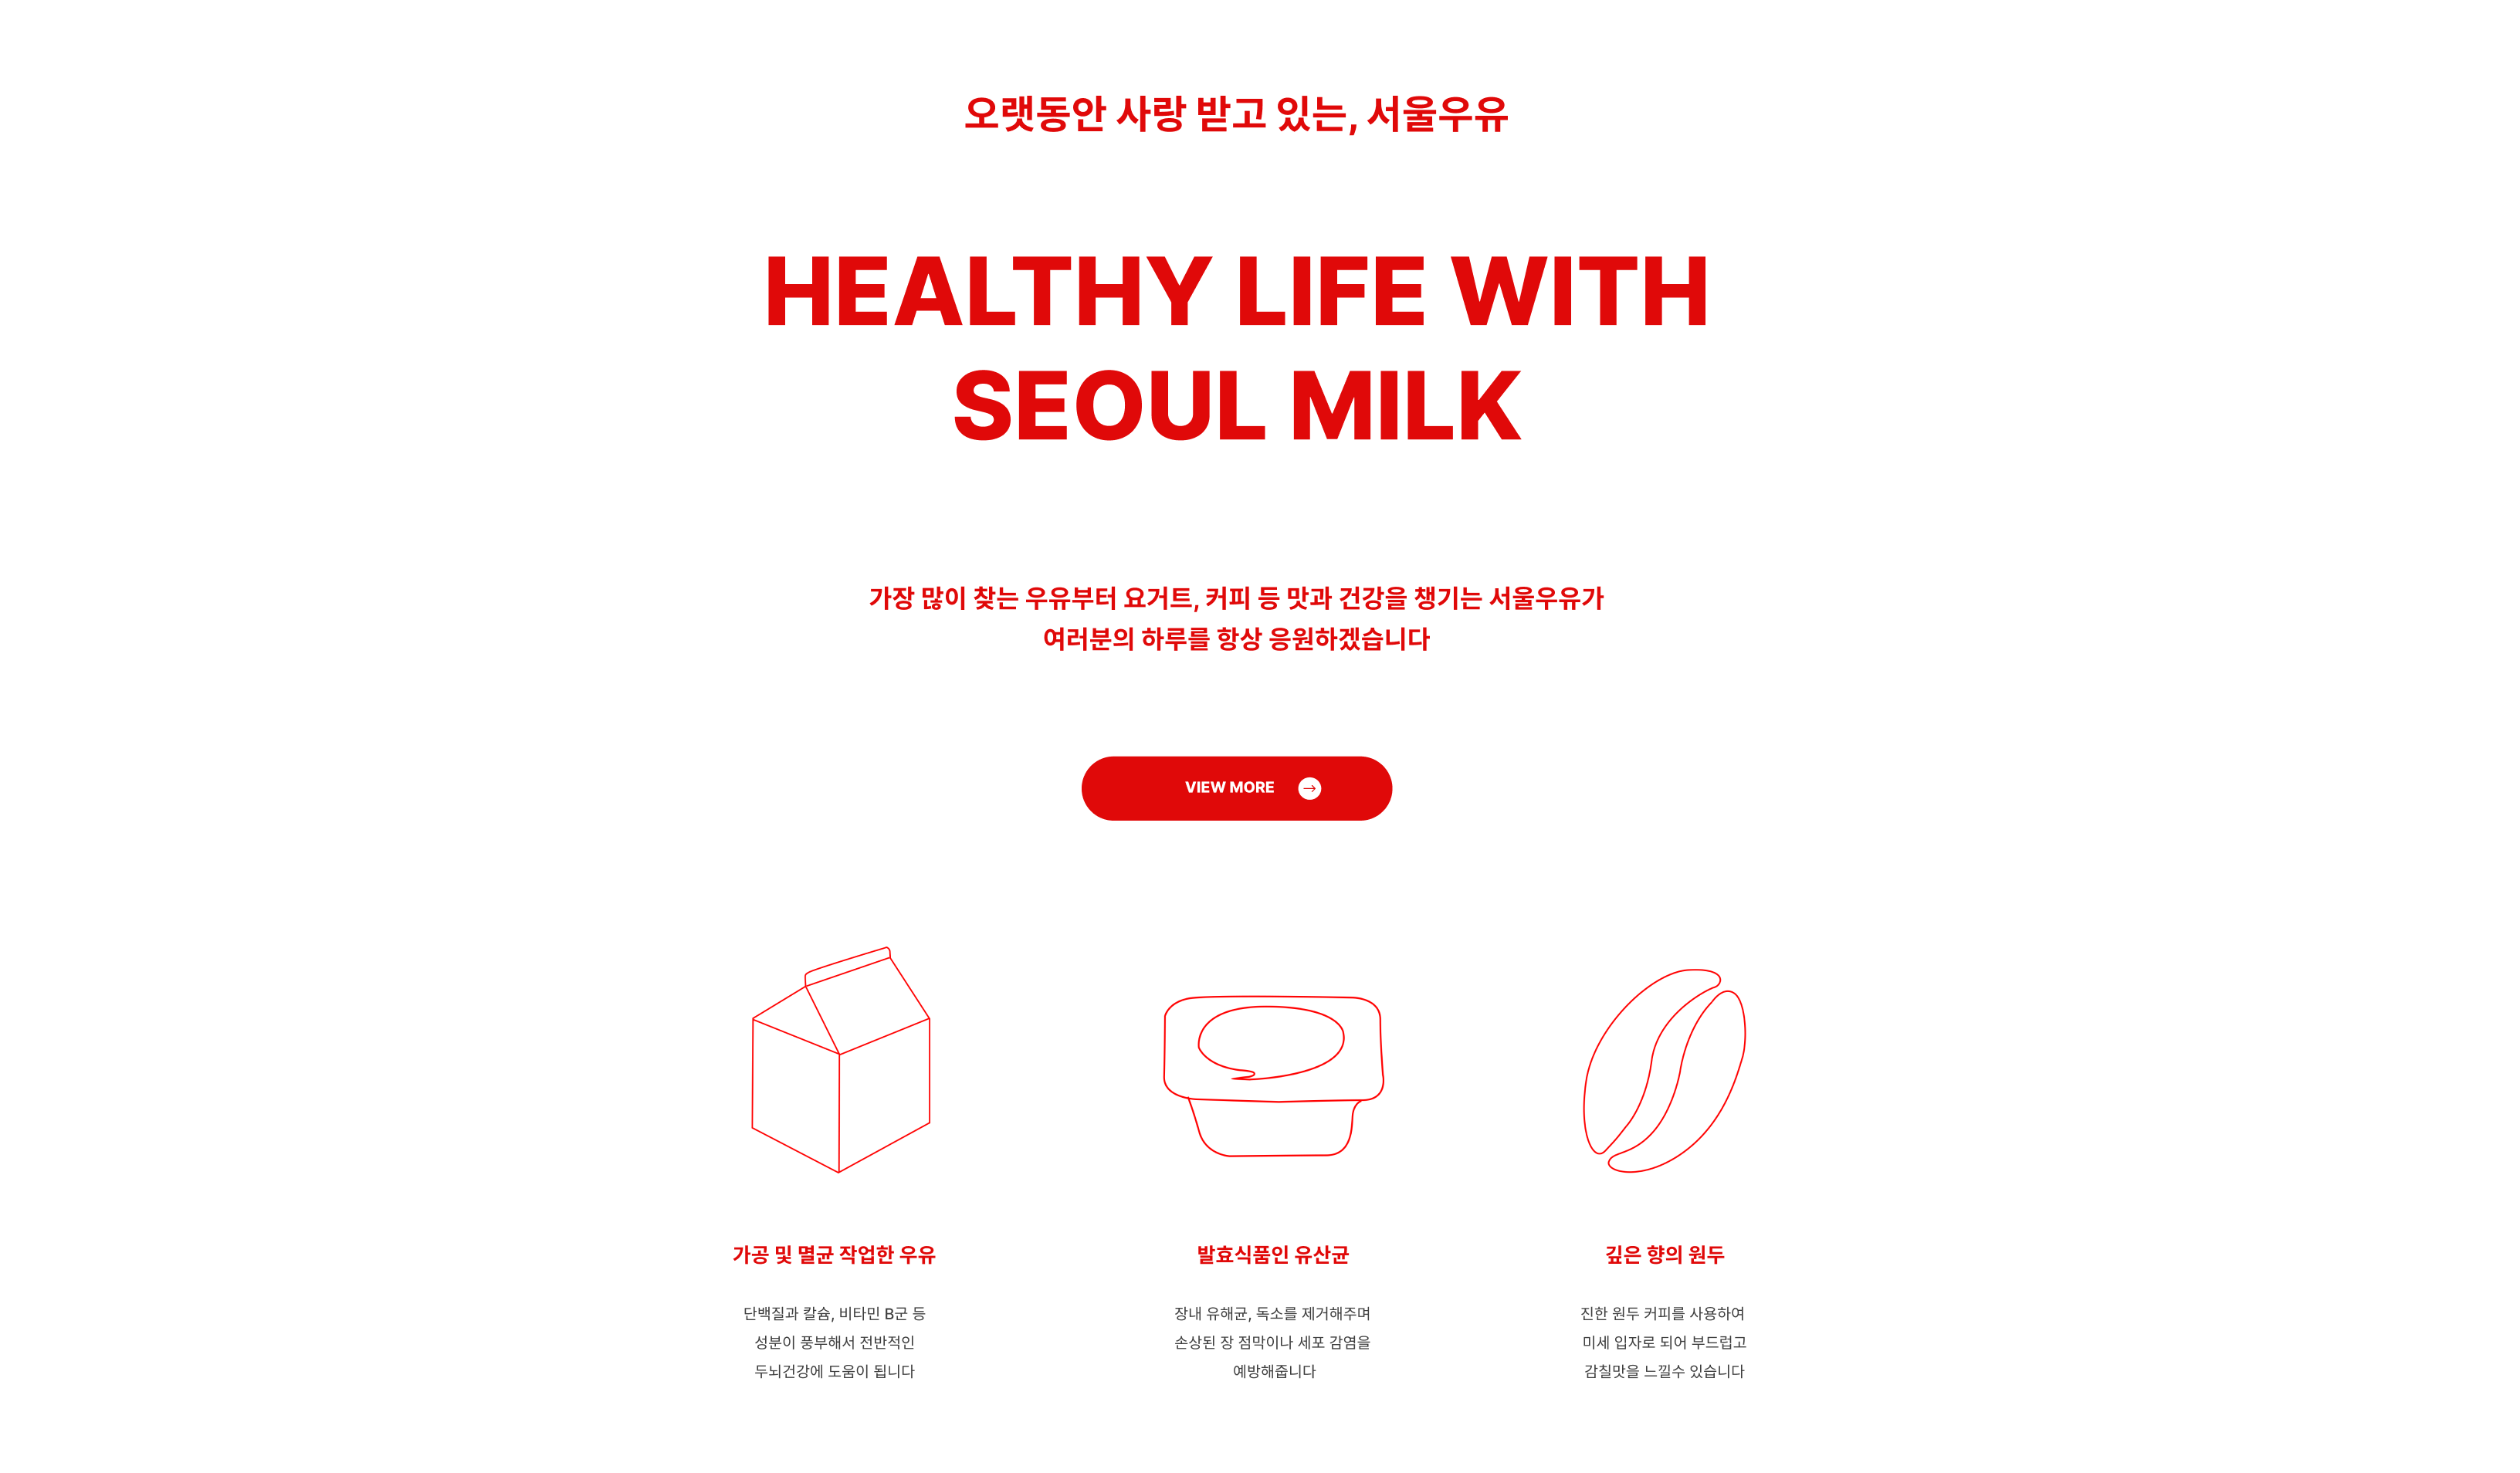 오랫동안 사랑 받고 있는, 서울우유
HEALTHY LIFE WITH
SEOUL MILK
가장 많이 찾는 우유부터 요거트, 커피 등 맛과 건강을 챙기는 서울우유가
여러분의 하루를 항상 응원하겠습니다
VIEW MORE
가공 및 멸균 작업한 우유
단백질과 칼슘, 비타민 B군 등
성분이 풍부해서 전반적인
두뇌건강에 도움이 됩니다
발효식품인 유산균
장내 유해균, 독소를 제거해주며
손상된 장 점막이나 세포 감염을
예방해줍니다
깊은 향의 원두
진한 원두 커피를 사용하여
미세 입자로 되어 부드럽고
감칠맛을 느낄수 있습니다